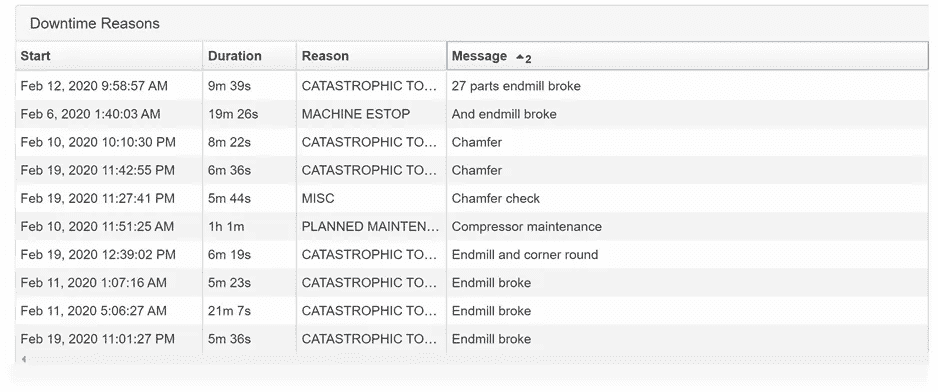 Downtime Reasons
Start Duration Reason Message 2
Feb 12, 2020 9:58:57 AM 9m 39s CATASTROPHIC TO… 27 parts endmill broke
Feb 6, 2020 1:40:03 AM 19m 26s MACHINE ESTOP And endmill broke
Feb 10, 2020 10:10:30 PM 8m 22s CATASTROPHIC TO… Chamfer
Feb 19, 2020 11:42:55 PM 6m 36s CATASTROPHIC TO… Chamfer
Feb 19, 2020 11:27:41 PM 5m 44s MISC Chamfer check
Feb 10, 2020 11:51:25 AM 1h 1m PLANNED MAINTEN… Compressor maintenance
Feb 19, 2020 12:39:02 PM 6m 19s CATASTROPHIC TO… Endmill and corner round
Feb 11, 2020 1:07:16 AM 5m 23s CATASTROPHIC TO… Endmill broke
Feb 11, 2020 5:06:27 AM 21m 7s CATASTROPHIC TO… Endmill broke
Feb 19, 2020 11:01:27 PM 5m 36s CATASTROPHIC TO… Endmill broke